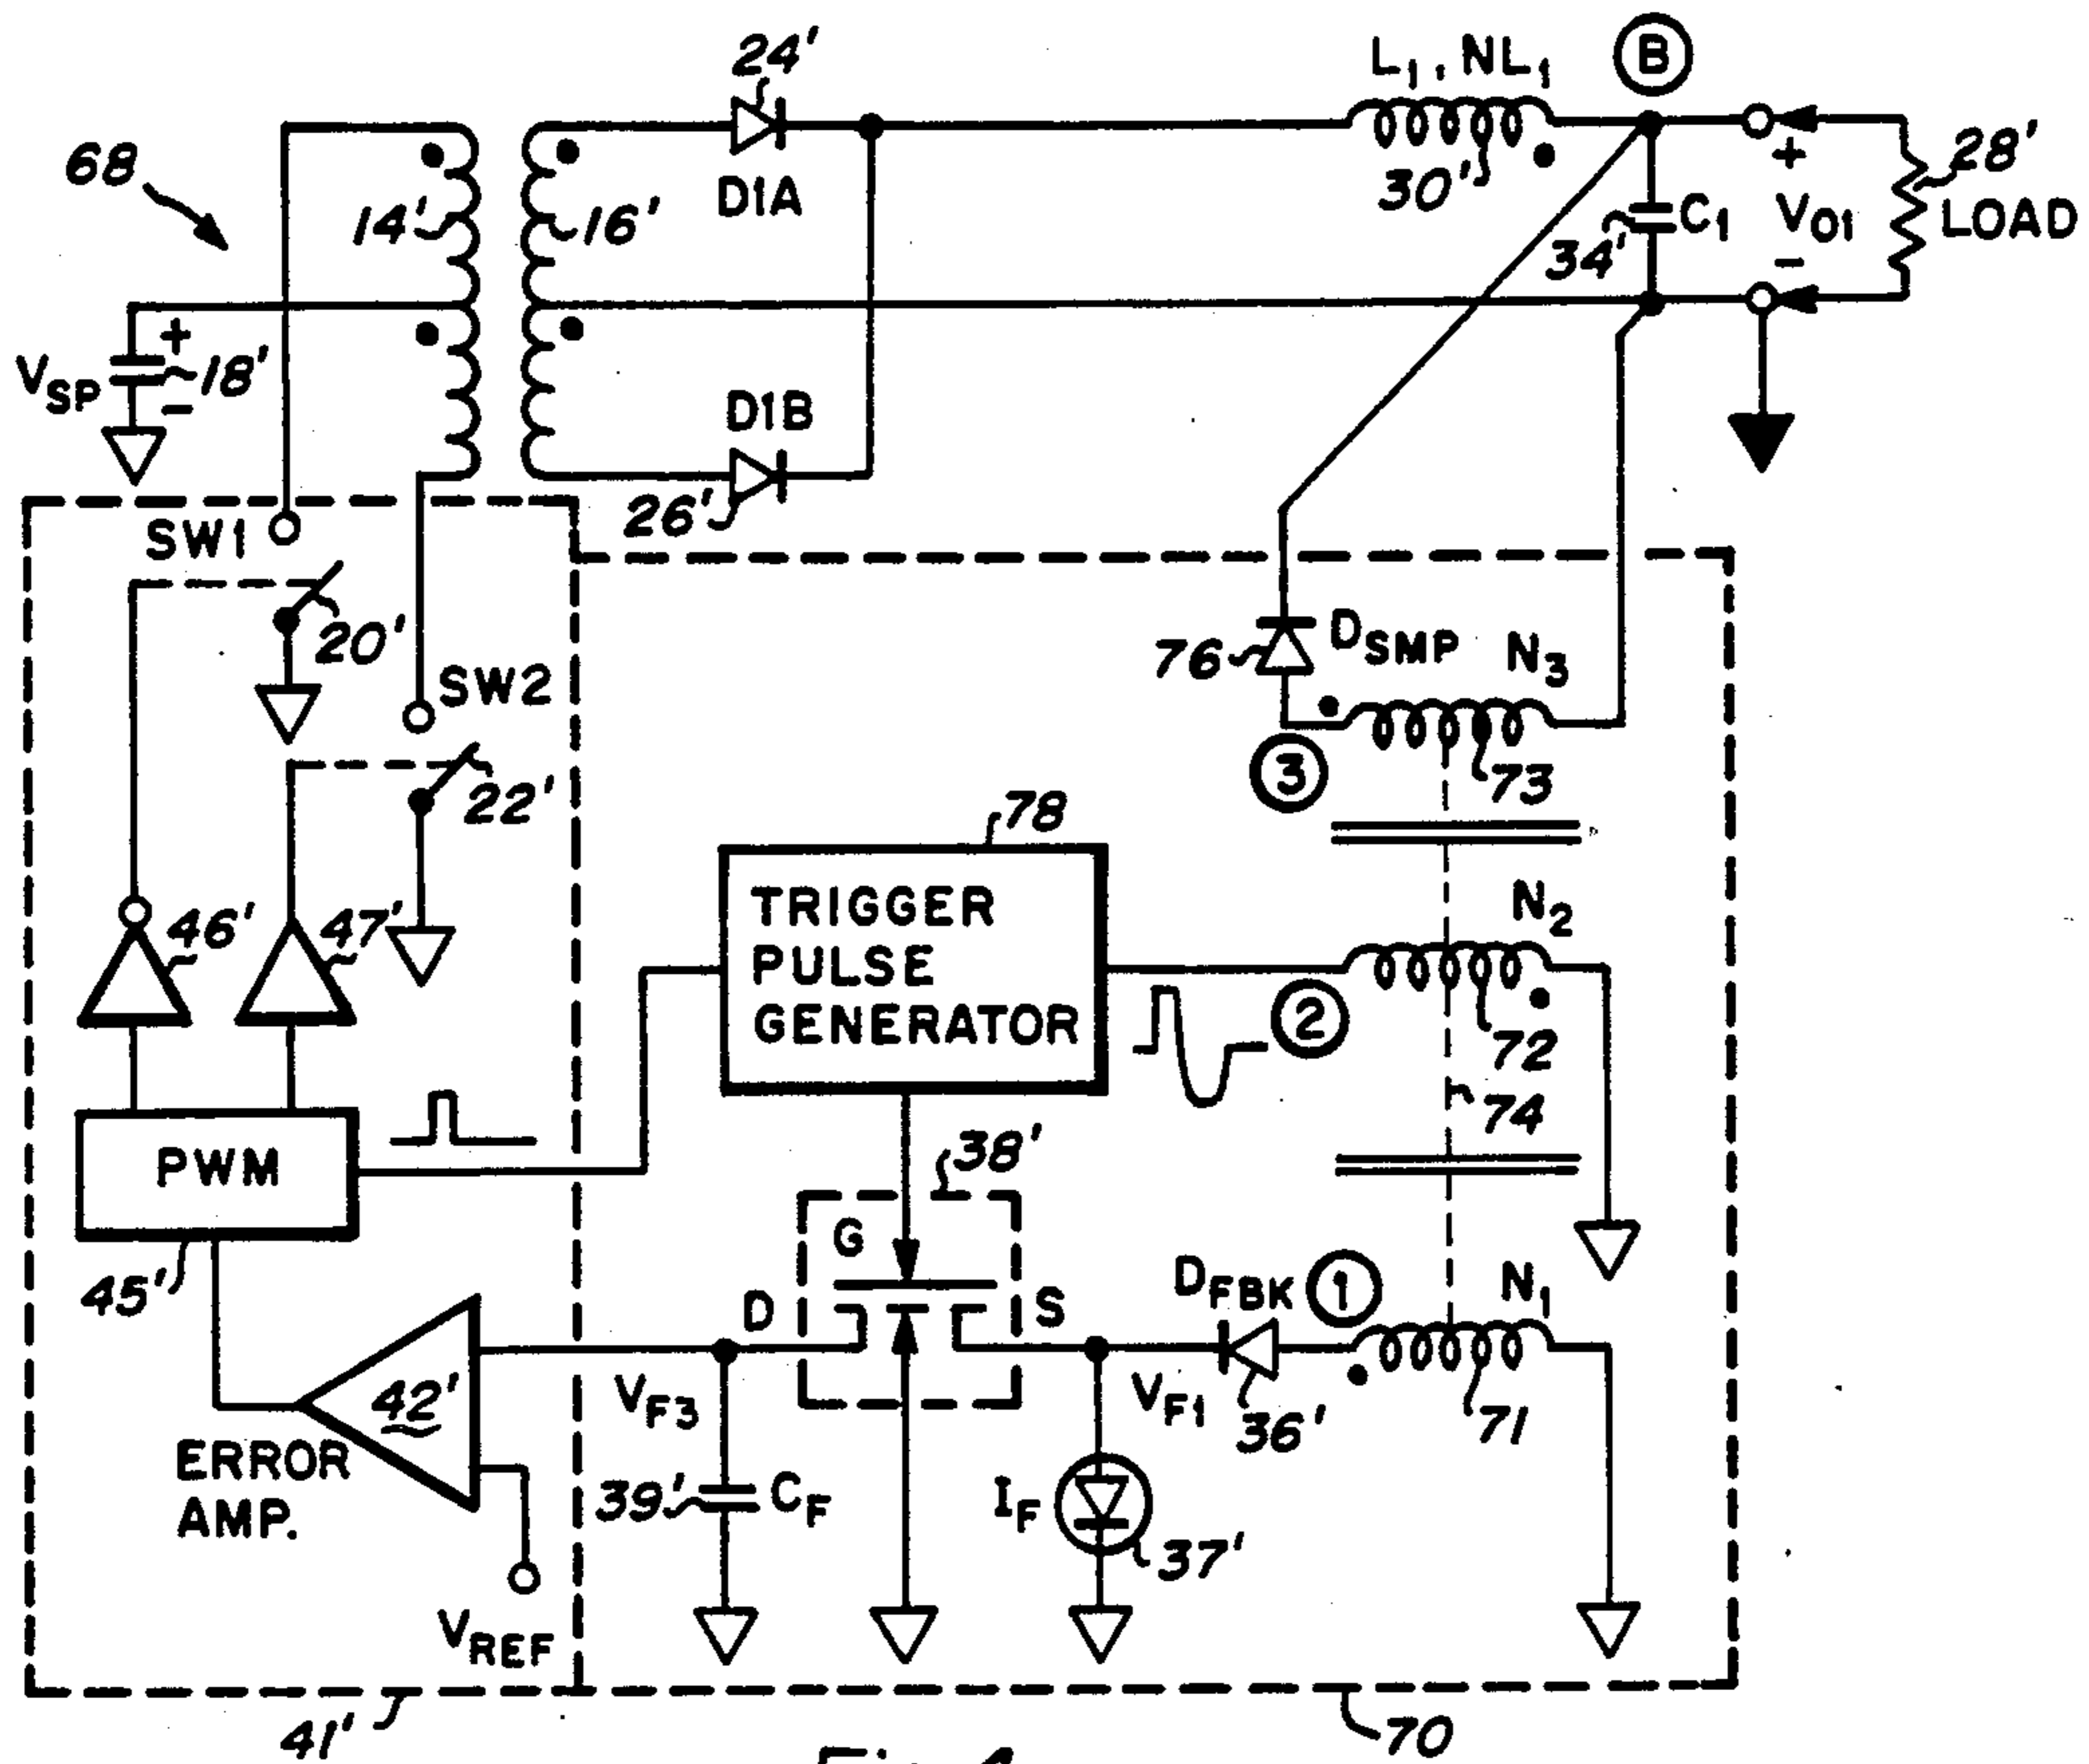 24'
L1, NL1
B
68
14'
16'
D1A
30'
28'
+
C1
VO1
LOAD
34'
-
+
VSP
18'
-
D1B
26'
SW1
20'
SW2
22'
76
DSMP
N3
3
73
78
TRIGGER
PULSE
GENERATOR
N2
2
72
46'
47'
74
PWM
38'
45'
G
D
S
DFBK
1
N1
42'
VF3
VF1
36'
71
ERROR
AMP.
39'
CF
IF
37'
VREF
41'
70